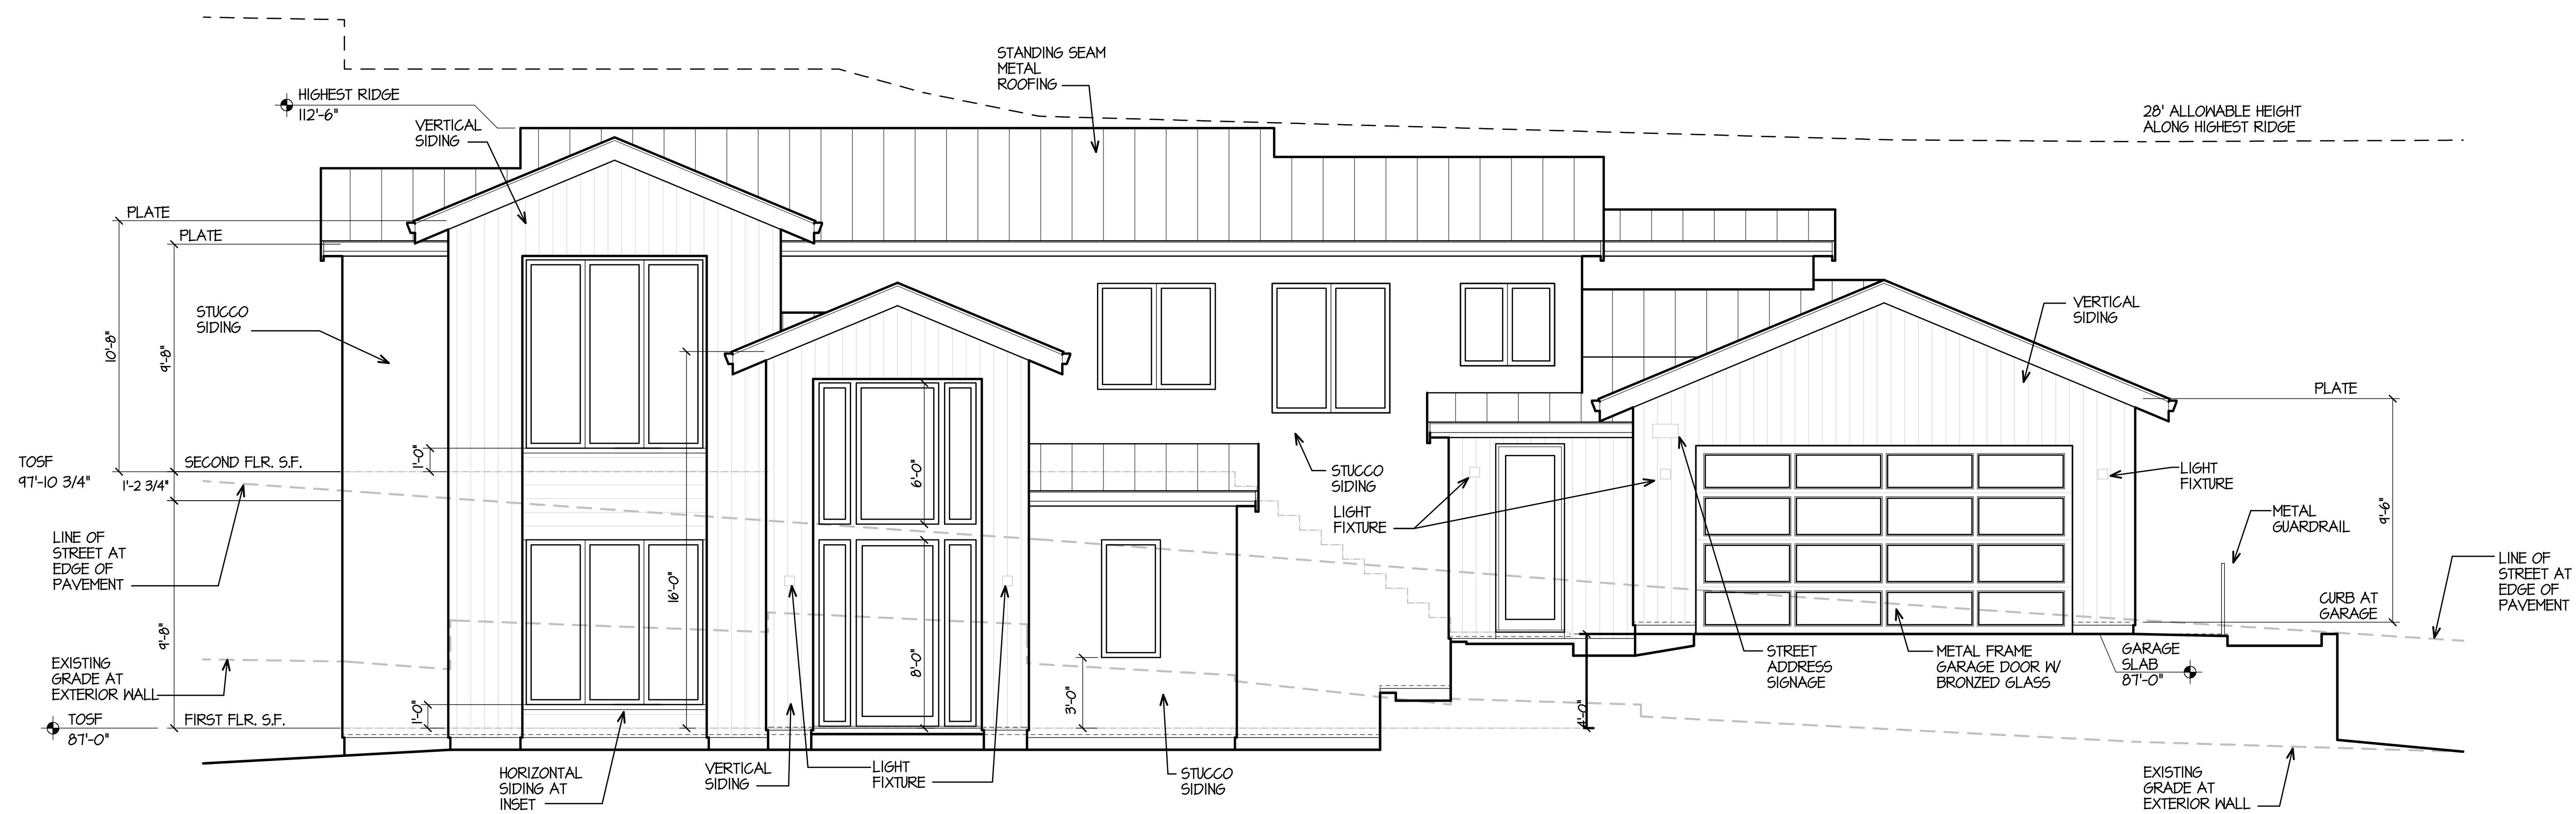 STANDING SEAM
METAL
ROOFING
HIGHEST RIDGE
112'-6"
28' ALLOWABLE HEIGHT
ALONG HIGHEST RIDGE
VERTICAL
SIDING
PLATE
PLATE
STUCCO
SIDING
VERTICAL
SIDING
10'-8"
9'-8"
PLATE
TOSF
97'-10 3/4"
SECOND FLR. S.F.
1'-2 3/4"
1'-0"
6'-0"
STUCCO
SIDING
LIGHT
FIXTURE
LIGHT
FIXTURE
METAL
GUARDRAIL
9'-6"
LINE OF
STREET AT
EDGE OF
PAVEMENT
LINE OF
STREET AT
EDGE OF
PAVEMENT
16'-0"
CURB AT
GARAGE
9'-8"
EXISTING
GRADE AT
EXTERIOR WALL
8'-0"
3'-0"
STREET
ADDRESS
SIGNAGE
METAL FRAME
GARAGE DOOR W/
BRONZED GLASS
GARAGE
SLAB
87'-0"
TOSF
87'-0"
FIRST FLR. S.F.
1'-0"
4'-0"
HORIZONTAL
SIDING AT
INSET
VERTICAL
SIDING
LIGHT
FIXTURE
STUCCO
SIDING
EXISTING
GRADE AT
EXTERIOR WALL